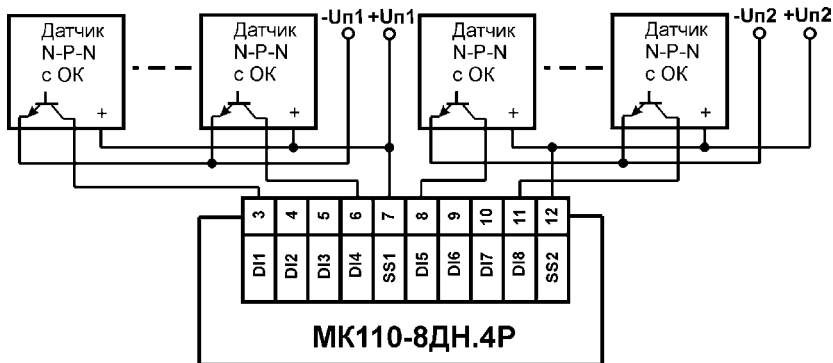 -Uп1 +Uп1
-Uп2 +Uп2
Датчик
N-P-N
с ОК
+
Датчик
N-P-N
с ОК
+
Датчик
N-P-N
с ОК
+
Датчик
N-P-N
с ОК
+
3 4 5 6 7 8 9 10 11 12
DI1 DI2 DI3 DI4 SS1 DI5 DI6 DI7 DI8 SS2
МК110-8ДН.4Р